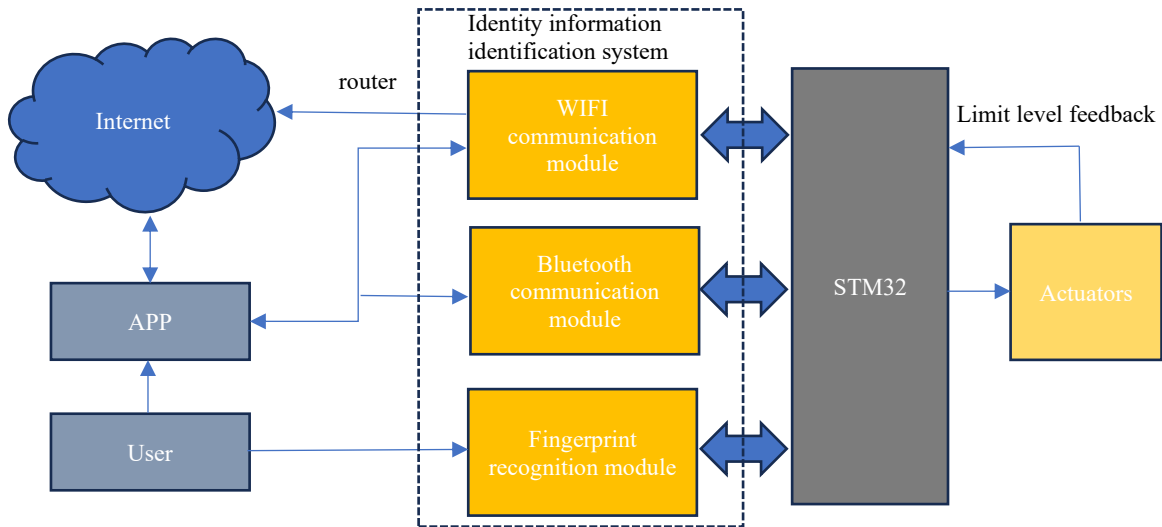 Identity information
identification system
router
Internet
WIFI
communication
module
Limit level feedback
Bluetooth
communication
module
STM32
Actuators
APP
User
Fingerprint
recognition module